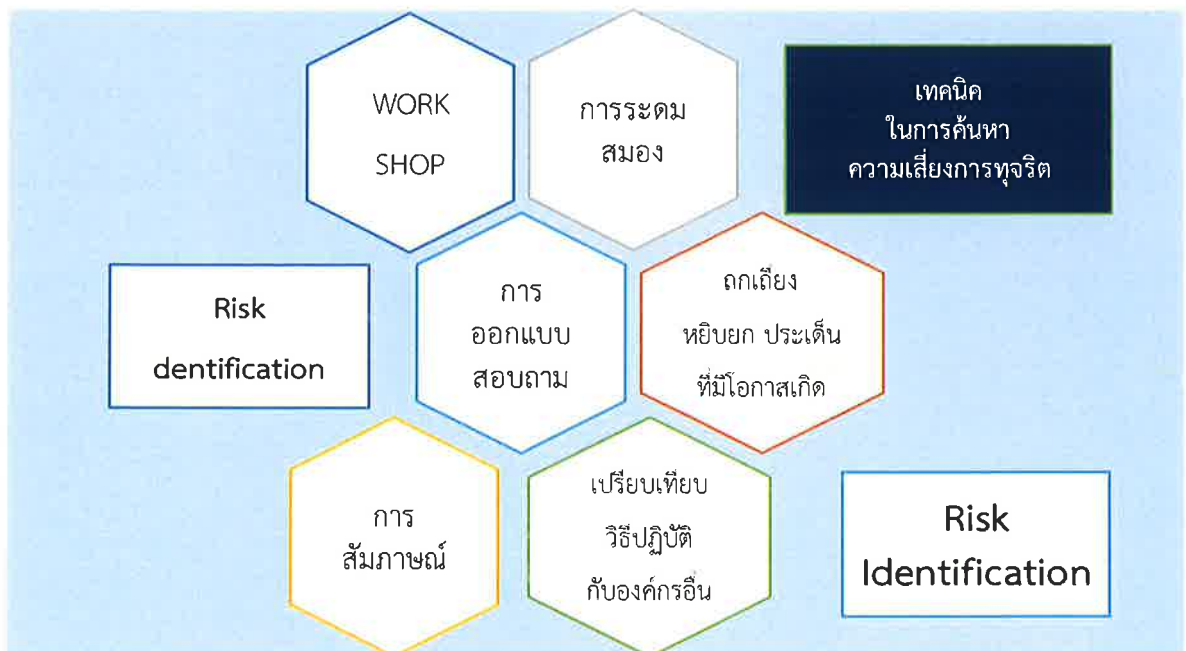 WORK
SHOP
การระดม
สมอง
เทคนิค
ในการค้นหา
ความเสี่ยงการทุจริต
Risk
dentification
การ
ออกแบบ
สอบถาม
ถกเถียง
หยิบยก ประเด็น
ที่มีโอกาสเกิด
การ
สัมภาษณ์
เปรียบเทียบ
วิธีปฏิบัติ
กับองค์กรอื่น
Risk
Identification